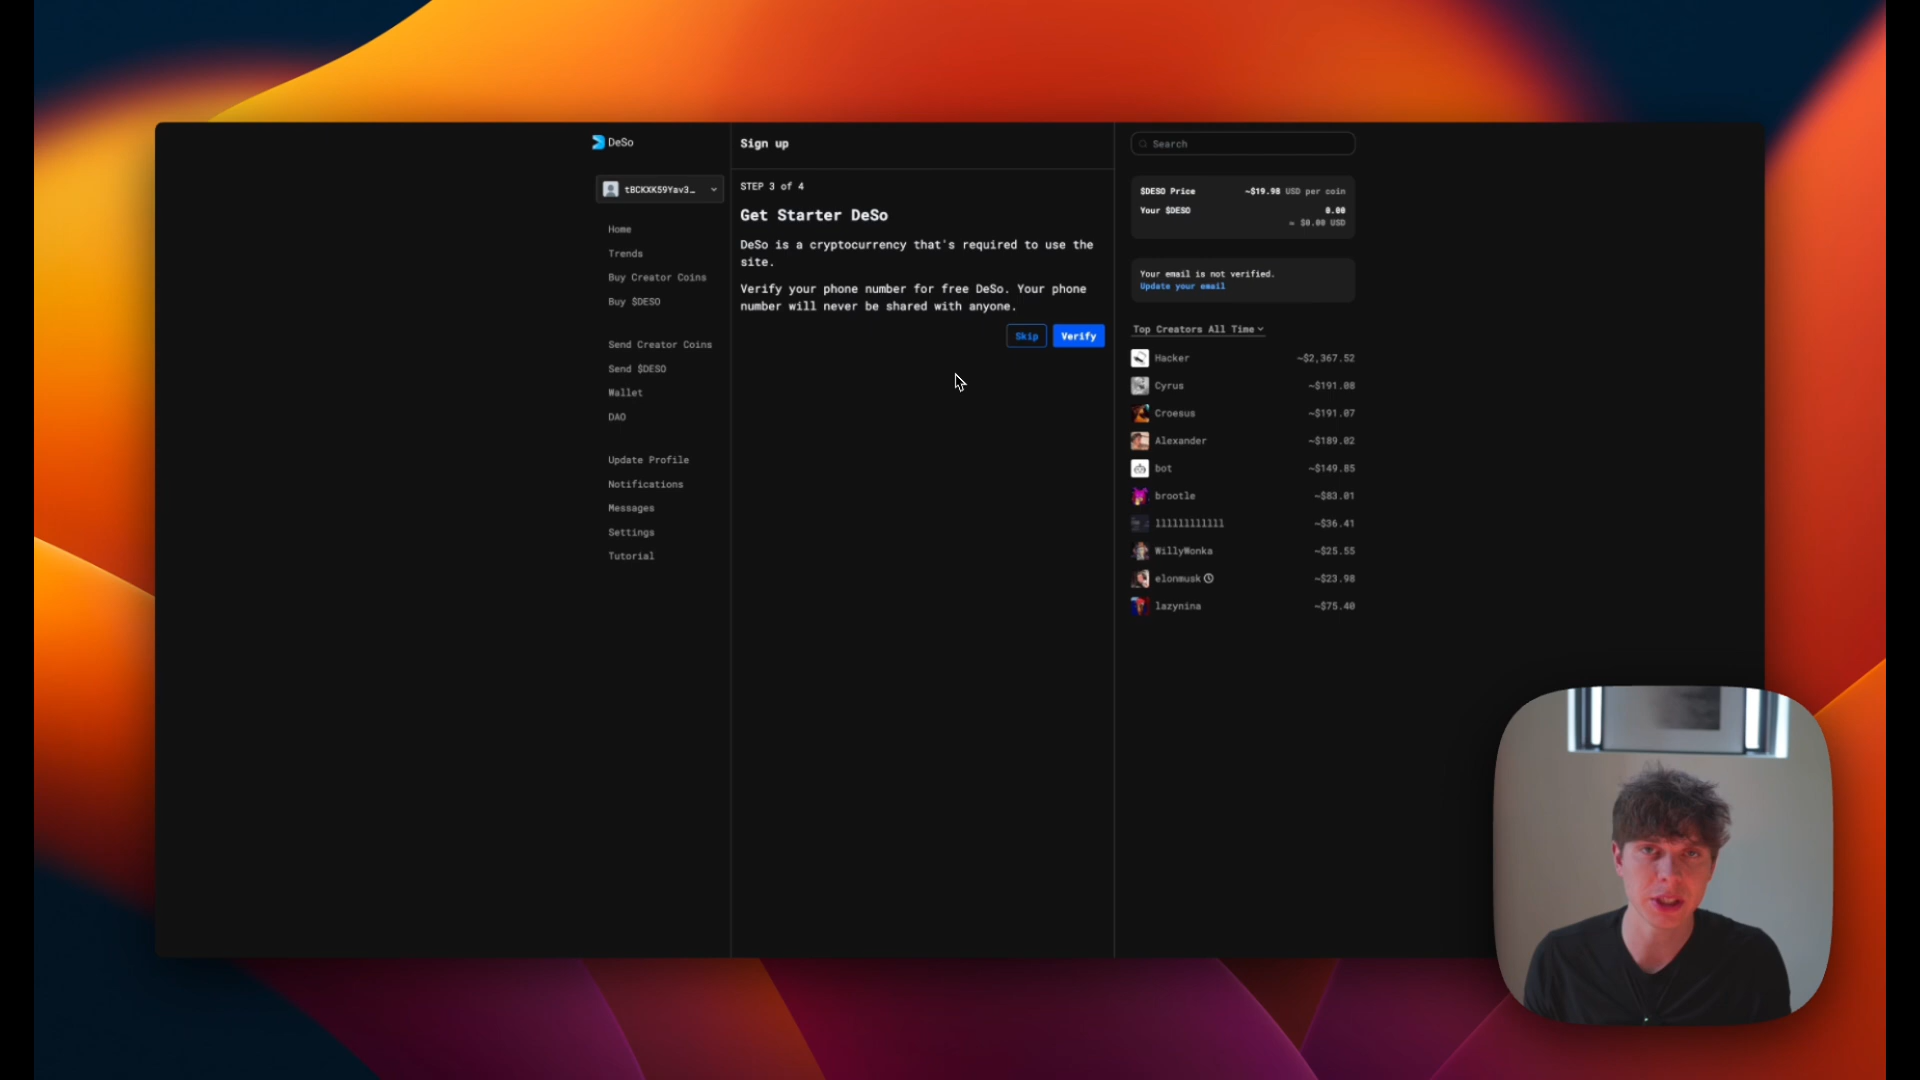 DeSo
tBCKXK59Yav3…
Home
Trends
Buy Creator Coins
Buy $DESO
Send Creator Coins
Send $DESO
Wallet
DAO
Update Profile
Notifications
Messages
Settings
Tutorial
Sign up
STEP 3 of 4
Get Starter DeSo
DeSo is a cryptocurrency that's required to use the
site.
Verify your phone number for free DeSo. Your phone
number will never be shared with anyone.
Skip Verify
Search
$DESO Price ~$19.98 USD per coin
Your $DESO 0.00
≈ $0.00 USD
Your email is not verified.
Update your email
Top Creators All Time
Hacker ~$2,367.52
Cyrus ~$191.08
Croesus ~$191.07
Alexander ~$189.02
bot ~$149.85
brootle ~$83.01
llllllllllll ~$36.41
WillyWonka ~$25.55
elonmusk ~$23.98
lazynina ~$75.40